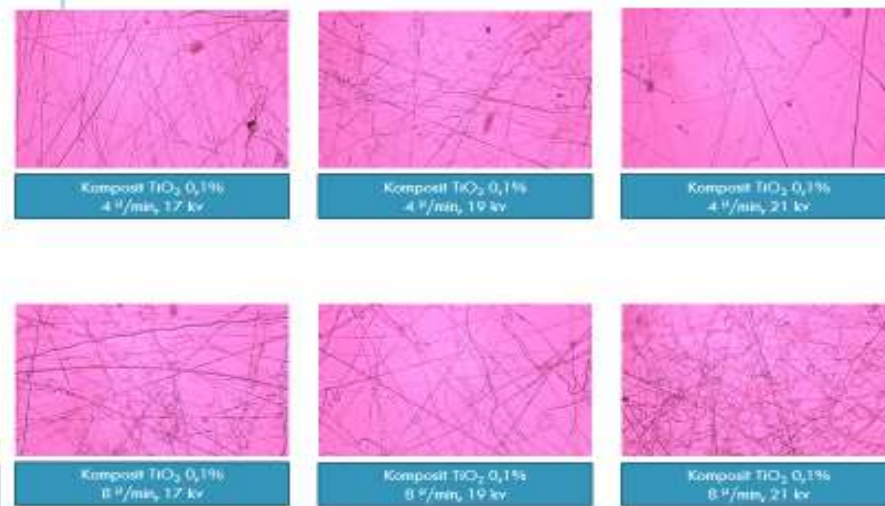 Komposit TiO₂ 0,1%
4 µ/min, 17 kv
Komposit TiO₂ 0,1%
4 µ/min, 19 kv
Komposit TiO₂ 0,1%
4 µ/min, 21 kv
Komposit TiO₂ 0,1%
8 µ/min, 17 kv
Komposit TiO₂ 0,1%
8 µ/min, 19 kv
Komposit TiO₂ 0,1%
8 µ/min, 21 kv